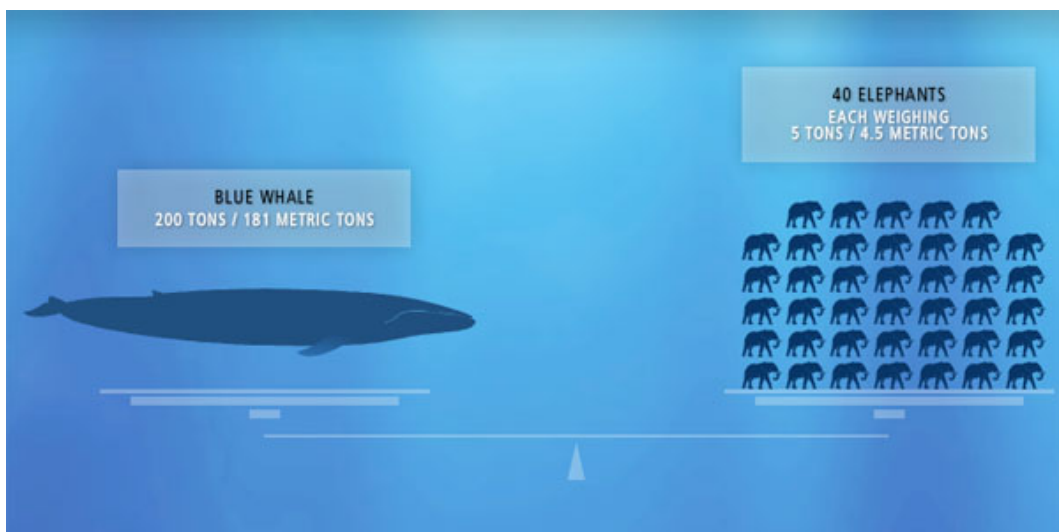 BLUE WHALE
200 TONS / 181 METRIC TONS
40 ELEPHANTS
EACH WEIGHING
5 TONS / 4.5 METRIC TONS